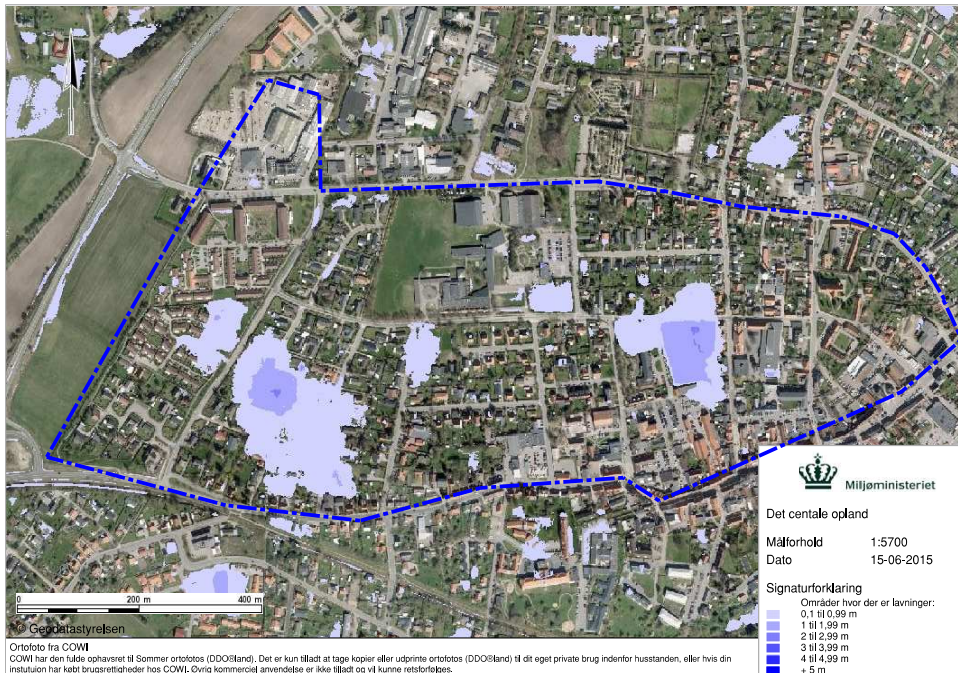 Miljøministeriet
Det centale opland
Målforhold 1:5700
Dato 15-06-2015
Signaturforklaring
Områder hvor der er lavninger:
0,1 til 0,99 m
1 til 1,99 m
2 til 2,99 m
3 til 3,99 m
4 til 4,99 m
+ 5 m
0 200 m 400 m
© Geodatastyrelsen
Ortofoto fra COWI
COWI har den fulde ophavsret til Sommer ortofotos (DDO®land). Det er kun tilladt at tage kopier eller udprinte ortofotos (DDO®land) til dit eget private brug indenfor husstanden, eller hvis din
instutuion har købt brugsrettigheder hos COWI. Øvrig kommerciel anvendelse er ikke tilladt og vil kunne retsforfølges.